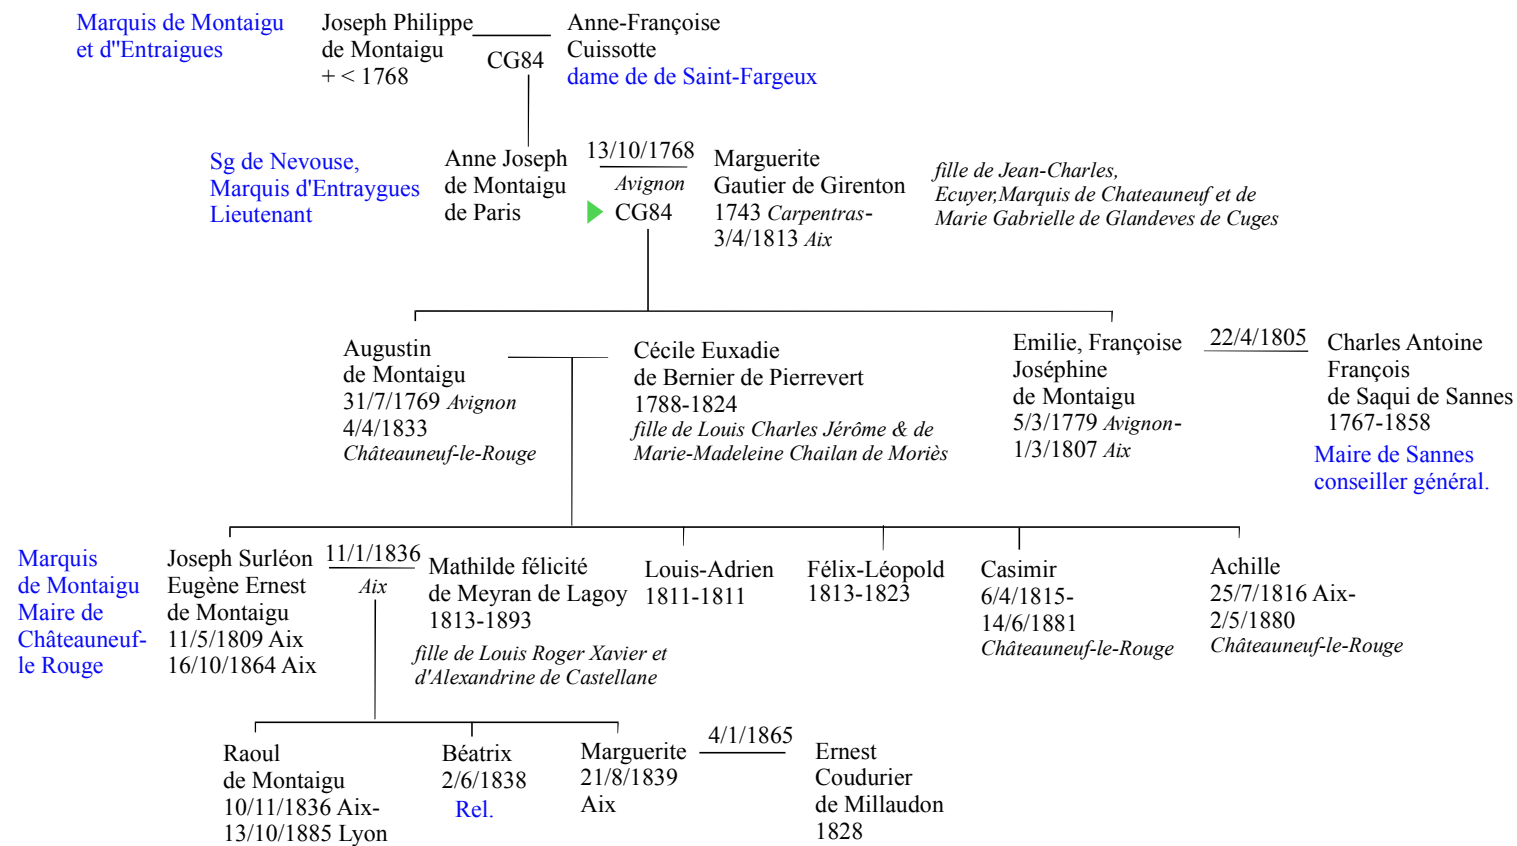 Marquis de Montaigu
et d"Entraigues
Joseph Philippe
de Montaigu
+ < 1768
CG84
Anne-Françoise
Cuissotte
dame de de Saint-Fargeux
Sg de Nevouse,
Marquis d'Entraygues
Lieutenant
Anne Joseph
de Montaigu
de Paris
13/10/1768
Avignon
CG84
Marguerite
Gautier de Girenton
1743 Carpentras-
3/4/1813 Aix
fille de Jean-Charles,
Ecuyer,Marquis de Chateauneuf et de
Marie Gabrielle de Glandeves de Cuges
Augustin
de Montaigu
31/7/1769 Avignon
4/4/1833
Châteauneuf-le-Rouge
Cécile Euxadie
de Bernier de Pierrevert
1788-1824
fille de Louis Charles Jérôme & de
Marie-Madeleine Chailan de Moriès
Emilie, Françoise
Joséphine
de Montaigu
5/3/1779 Avignon-
1/3/1807 Aix
22/4/1805
Charles Antoine
François
de Saqui de Sannes
1767-1858
Maire de Sannes
conseiller général.
Marquis
de Montaigu
Maire de
Châteauneuf-
le Rouge
Joseph Surléon
Eugène Ernest
de Montaigu
11/5/1809 Aix
16/10/1864 Aix
11/1/1836
Aix
Mathilde félicité
de Meyran de Lagoy
1813-1893
fille de Louis Roger Xavier et
d'Alexandrine de Castellane
Louis-Adrien
1811-1811
Félix-Léopold
1813-1823
Casimir
6/4/1815-
14/6/1881
Châteauneuf-le-Rouge
Achille
25/7/1816 Aix-
2/5/1880
Châteauneuf-le-Rouge
Raoul
de Montaigu
10/11/1836 Aix-
13/10/1885 Lyon
Béatrix
2/6/1838
Rel.
Marguerite
21/8/1839
Aix
4/1/1865
Ernest
Coudurier
de Millaudon
1828